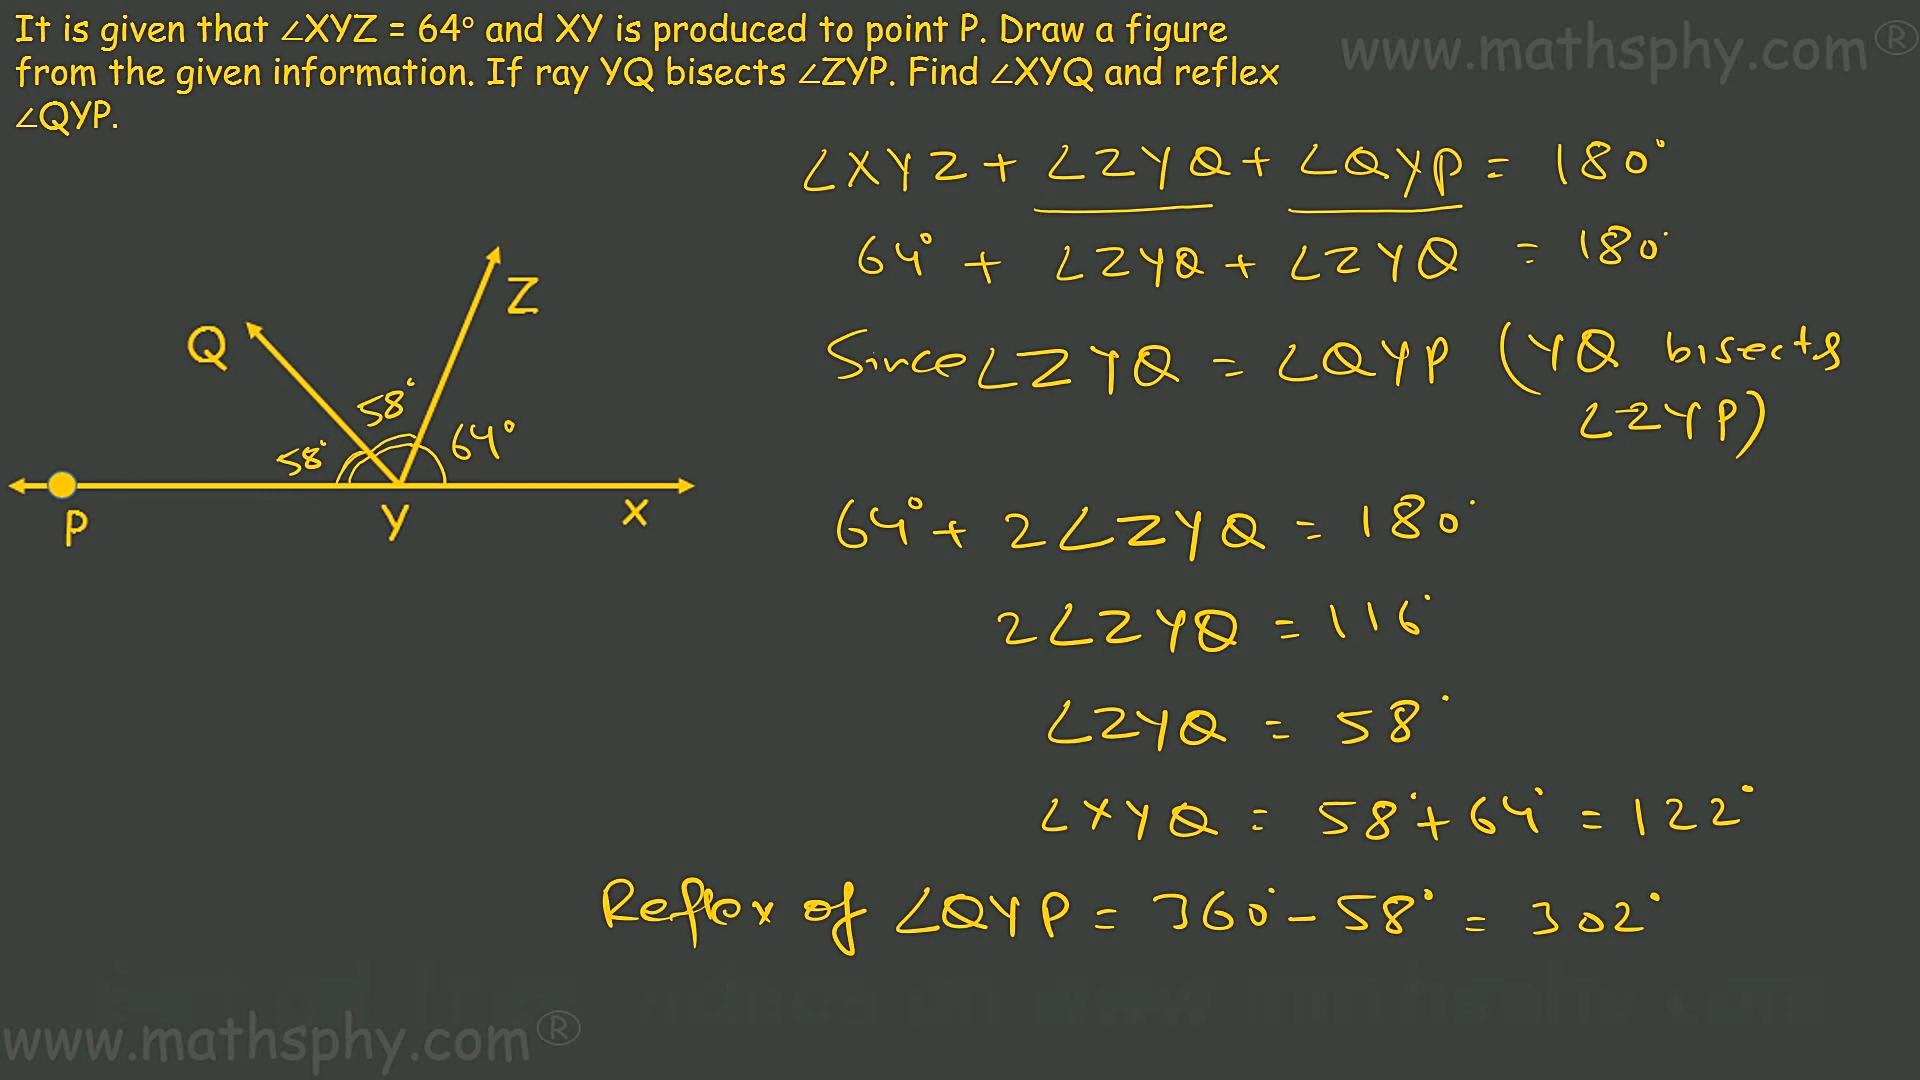 It is given that ∠XYZ = 64° and XY is produced to point P. Draw a figure
from the given information. If ray YQ bisects ∠ZYP. Find ∠XYQ and reflex
∠QYP.
www.mathsphy.com®
∠XYZ + ∠ZYQ + ∠QYP = 180°
64° + ∠ZYQ + ∠ZYQ = 180°
Since ∠ZYQ = ∠QYP (YQ bisects
∠ZYP)
Z
Q
58°
58°
64°
P
Y
X
64° + 2∠ZYQ = 180°
2∠ZYQ = 116°
∠ZYQ = 58°
∠XYQ = 58° + 64° = 122°
Reflex of ∠QYP = 360° - 58° = 302°
www.mathsphy.com®